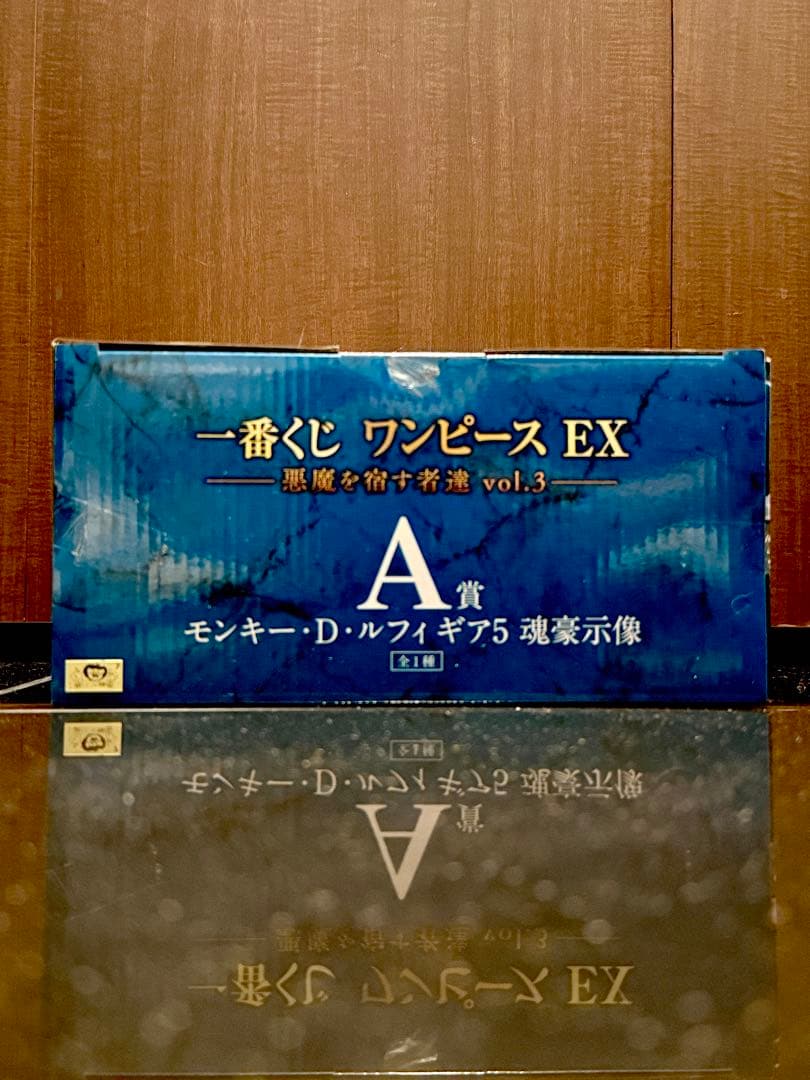 一番くじ ワンピース EX
悪魔を宿す者達 vol.3
A賞
モンキー・D・ルフィ ギア5 魂豪示像
全1種